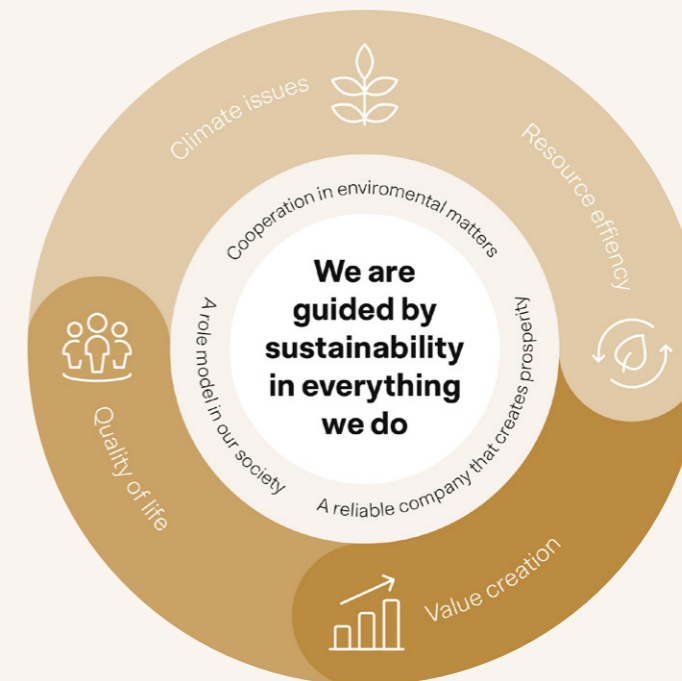 Climate issues
Resource effiency
Cooperation in enviromental matters
We are
guided by
sustainability
in everything
we do
A role model in our society
A reliable company that creates prosperity
Quality of life
Value creation